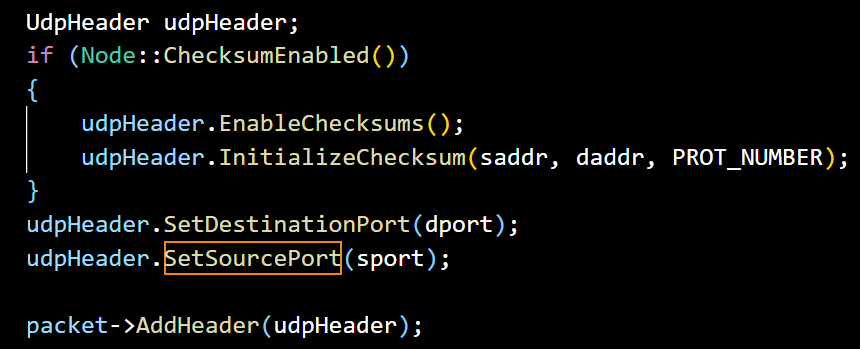 UdpHeader udpHeader;
if (Node::ChecksumEnabled())
{
    udpHeader.EnableChecksums();
    udpHeader.InitializeChecksum(saddr, daddr, PROT_NUMBER);
}
udpHeader.SetDestinationPort(dport);
udpHeader.SetSourcePort(sport);
packet->AddHeader(udpHeader);